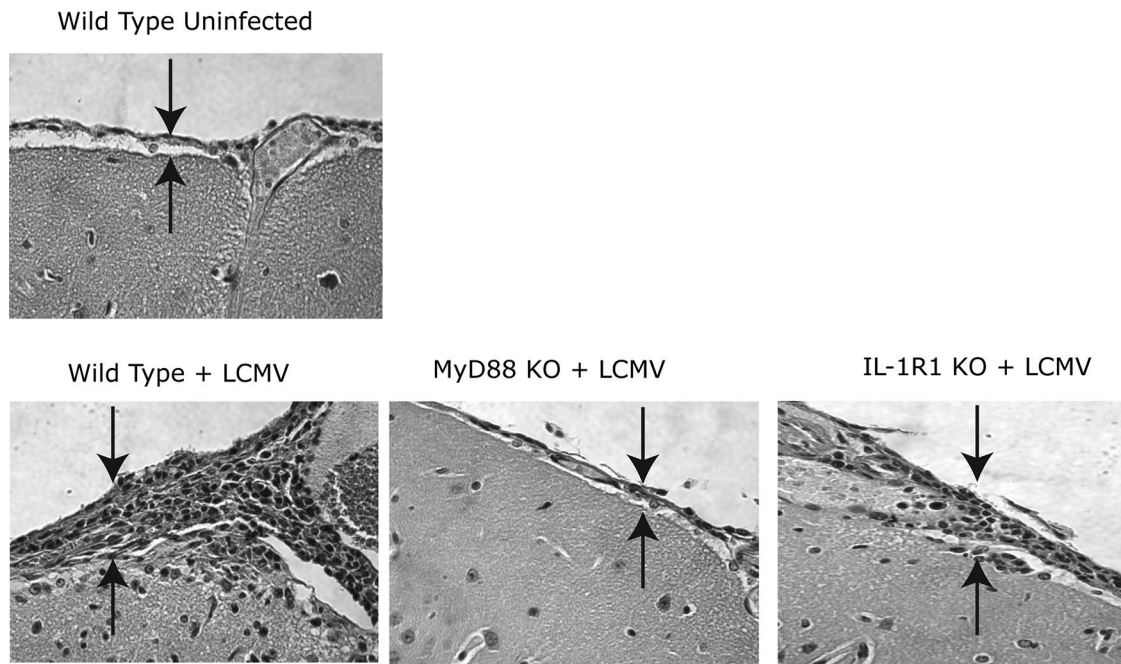 Wild Type Uninfected
Wild Type + LCMV
MyD88 KO + LCMV
IL-1R1 KO + LCMV